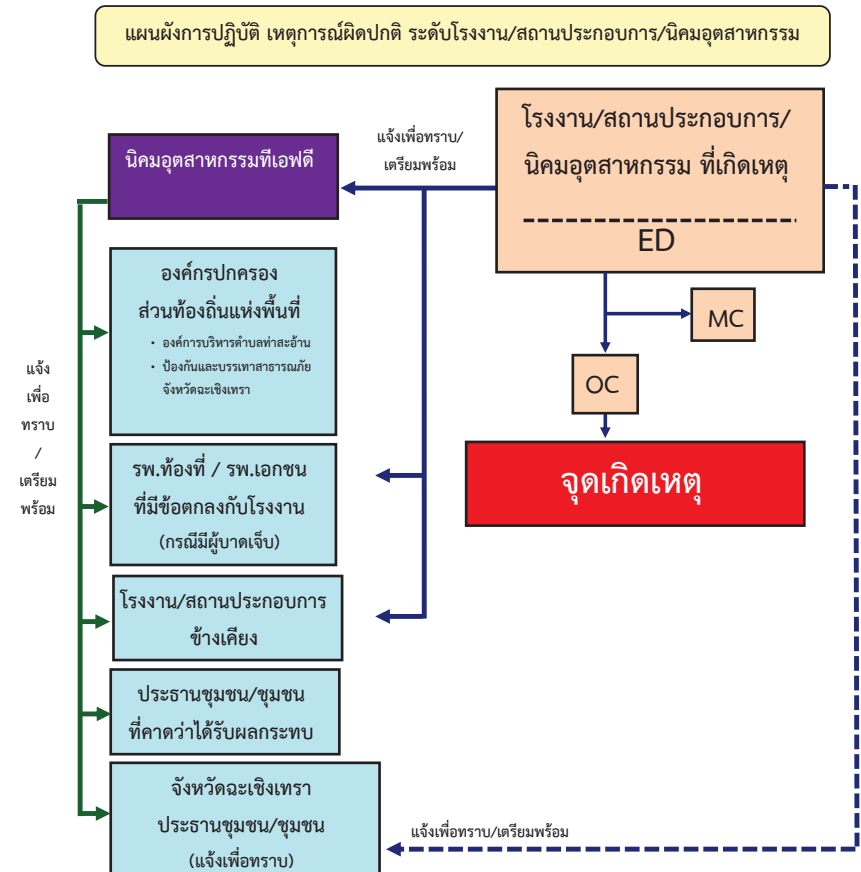 แผนผังการปฏิบัติ เหตุการณ์ผิดปกติ ระดับโรงงาน/สถานประกอบการ/นิคมอุตสาหกรรม
โรงงาน/สถานประกอบการ/
นิคมอุตสาหกรรม ที่เกิดเหตุ
ED
แจ้งเพื่อทราบ/
เตรียมพร้อม
นิคมอุตสาหกรรมทีเอฟดี
MC
OC
จุดเกิดเหตุ
องค์กรปกครอง
ส่วนท้องถิ่นแห่งพื้นที่
• องค์การบริหารตำบลท่าสะอ้าน
• ป้องกันและบรรเทาสาธารณภัย
จังหวัดฉะเชิงเทรา
แจ้ง
เพื่อ
ทราบ
/
เตรียม
พร้อม
รพ.ท้องที่ / รพ.เอกชน
ที่มีข้อตกลงกับโรงงาน
(กรณีมีผู้บาดเจ็บ)
โรงงาน/สถานประกอบการ
ข้างเคียง
ประธานชุมชน/ชุมชน
ที่คาดว่าได้รับผลกระทบ
จังหวัดฉะเชิงเทรา
ประธานชุมชน/ชุมชน
(แจ้งเพื่อทราบ)
แจ้งเพื่อทราบ/เตรียมพร้อม